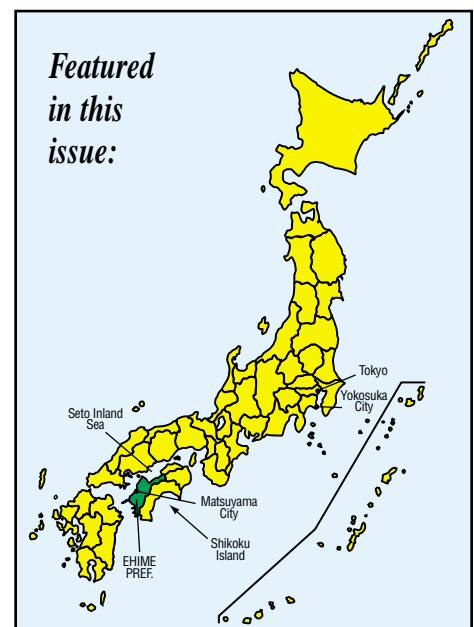 Featured
in this
issue:
Tokyo
Yokosuka
City
Seto Inland
Sea
Matsuyama
City
Shikoku
Island
EHIME
PREF.